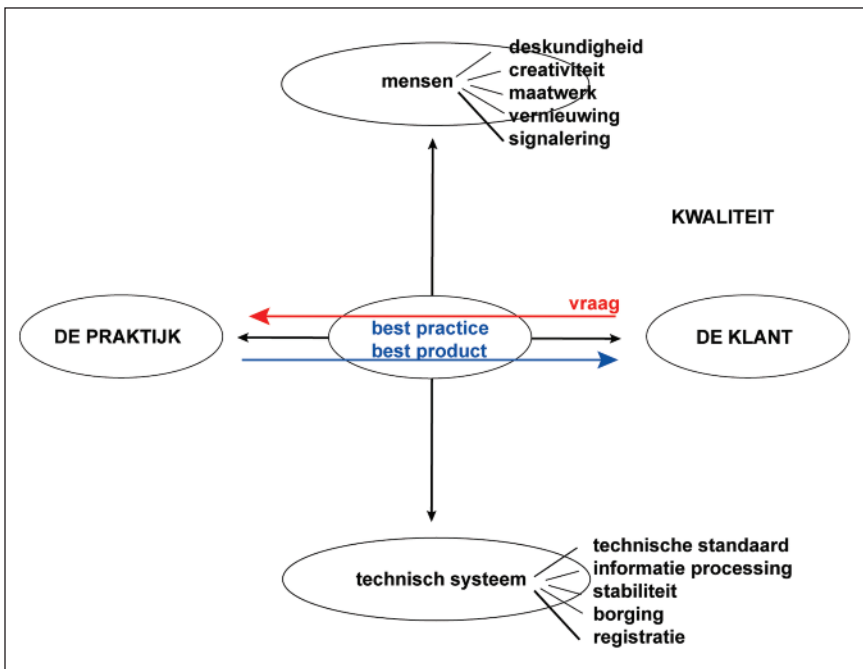 deskundigheid
mensen
creativiteit
maatwerk
vernieuwing
signalering
KWALITEIT
vraag
DE PRAKTIJK
best practice
best product
DE KLANT
technisch systeem
technische standaard
informatie processing
stabiliteit
borging
registratie